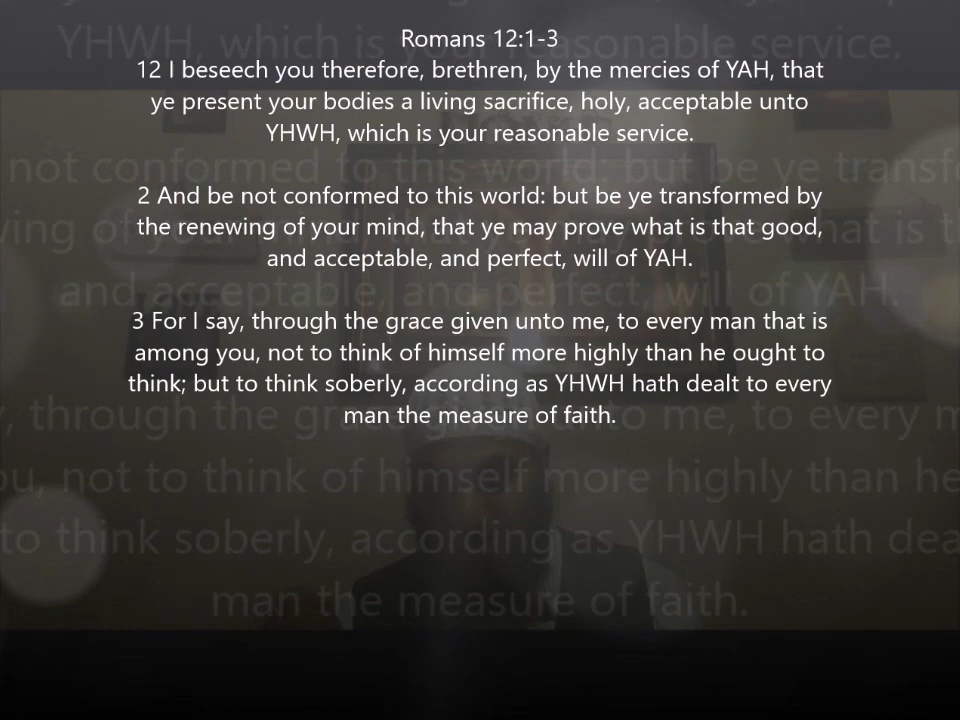 Romans 12:1-3
12 I beseech you therefore, brethren, by the mercies of YAH, that
ye present your bodies a living sacrifice, holy, acceptable unto
YHWH, which is your reasonable service.
2 And be not conformed to this world: but be ye transformed by
the renewing of your mind, that ye may prove what is that good,
and acceptable, and perfect, will of YAH.
3 For I say, through the grace given unto me, to every man that is
among you, not to think of himself more highly than he ought to
think; but to think soberly, according as YHWH hath dealt to every
man the measure of faith.